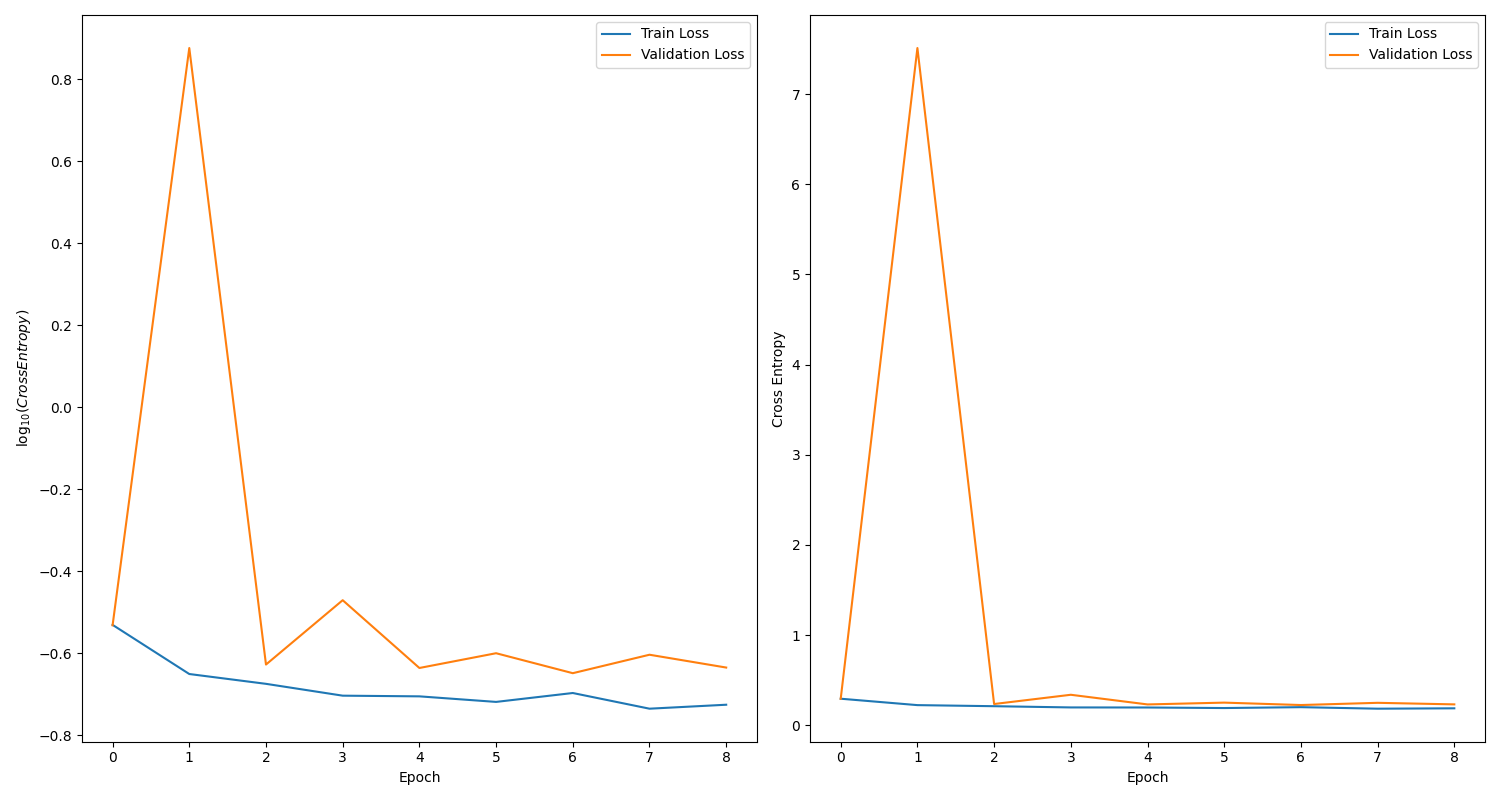 Train Loss
Validation Loss
0.8
0.6
0.4
0.2
0.0
−0.2
−0.4
−0.6
−0.8
log10(CrossEntropy)
0 1 2 3 4 5 6 7 8
Epoch
Train Loss
Validation Loss
7
6
5
4
3
2
1
0
Cross Entropy
0 1 2 3 4 5 6 7 8
Epoch